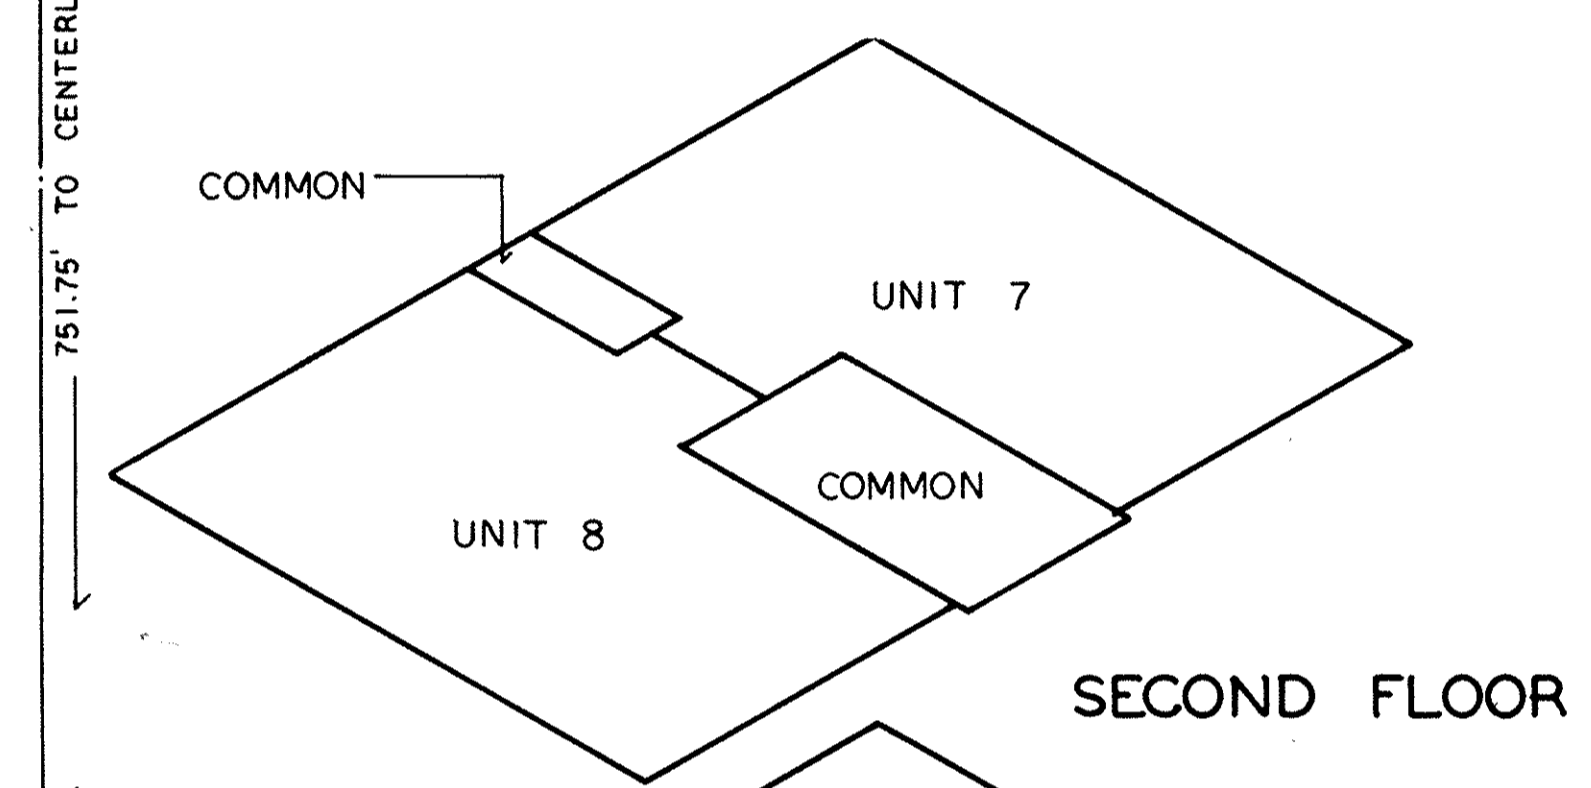 751.75' TO CENTERL
COMMON
UNIT 7
COMMON
UNIT 8
SECOND FLOOR